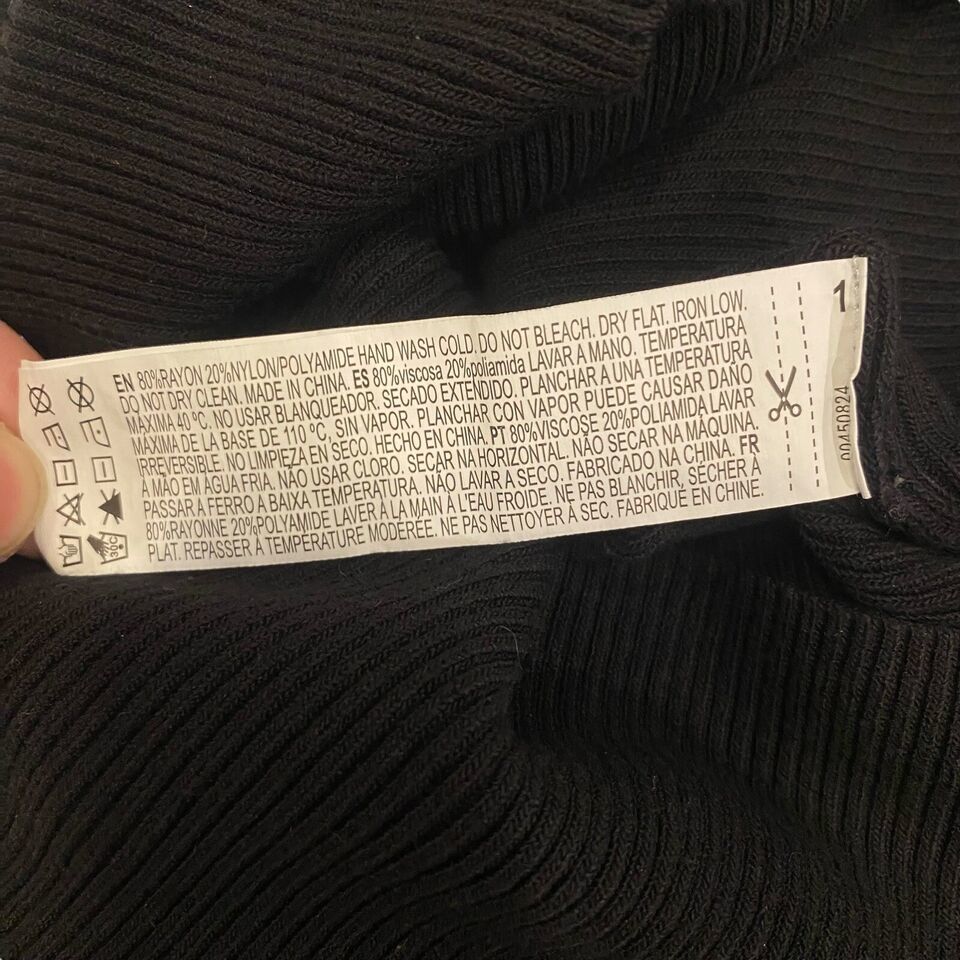 EN 80%RAYON 20%NYLON/POLYAMIDE HAND WASH COLD. DO NOT BLEACH. DRY FLAT. IRON LOW.
DO NOT DRY CLEAN. MADE IN CHINA. ES 80%viscosa 20%poliamida LAVAR A MANO. TEMPERATURA
MÁXIMA 40 °C. NO USAR BLANQUEADOR. SECADO EXTENDIDO. PLANCHAR A UNA TEMPERATURA
MÁXIMA DE LA BASE DE 110 °C, SIN VAPOR. PLANCHAR CON VAPOR PUEDE CAUSAR DAÑO
IRREVERSIBLE. NO LIMPIEZA EN SECO. HECHO EN CHINA. PT 80%VISCOSE 20%POLIAMIDA LAVAR
À MÃO EM ÁGUA FRIA. NÃO USAR CLORO. SECAR NA HORIZONTAL. NÃO SECAR NA MÁQUINA.
PASSAR A FERRO A BAIXA TEMPERATURA. NÃO LAVAR A SECO. FABRICADO NA CHINA. FR
80%RAYONNE 20%POLYAMIDE LAVER À LA MAIN À L'EAU FROIDE. NE PAS BLANCHIR, SÉCHER À
PLAT. REPASSER À TEMPÉRATURE MODÉRÉE. NE PAS NETTOYER À SEC. FABRIQUÉ EN CHINE.
30C
1
00450824